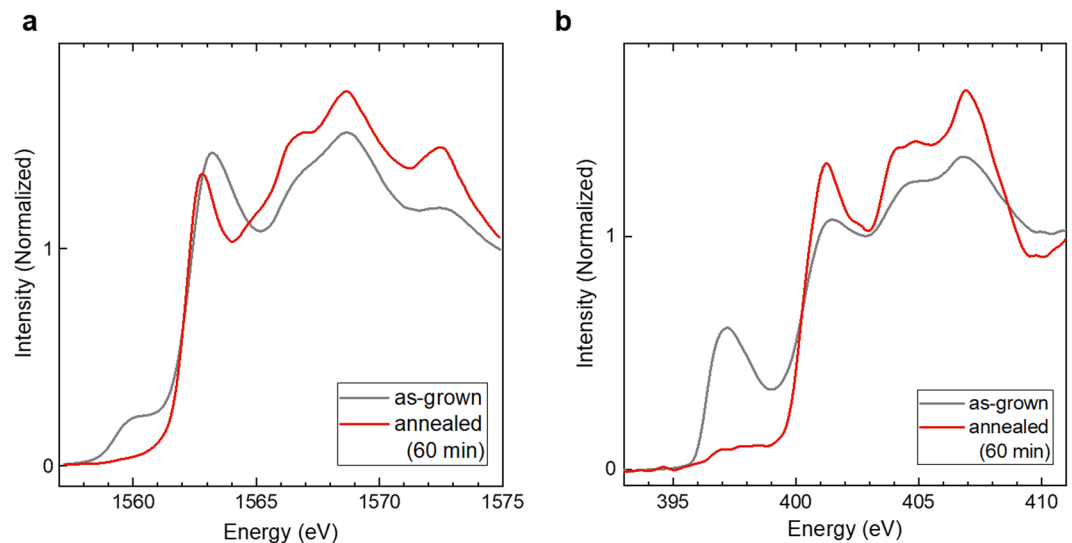 a
Intensity (Normalized)
1
0
1560
1565
1570
1575
Energy (eV)
as-grown
annealed
(60 min)
b
Intensity (Normalized)
1
0
395
400
405
410
Energy (eV)
as-grown
annealed
(60 min)